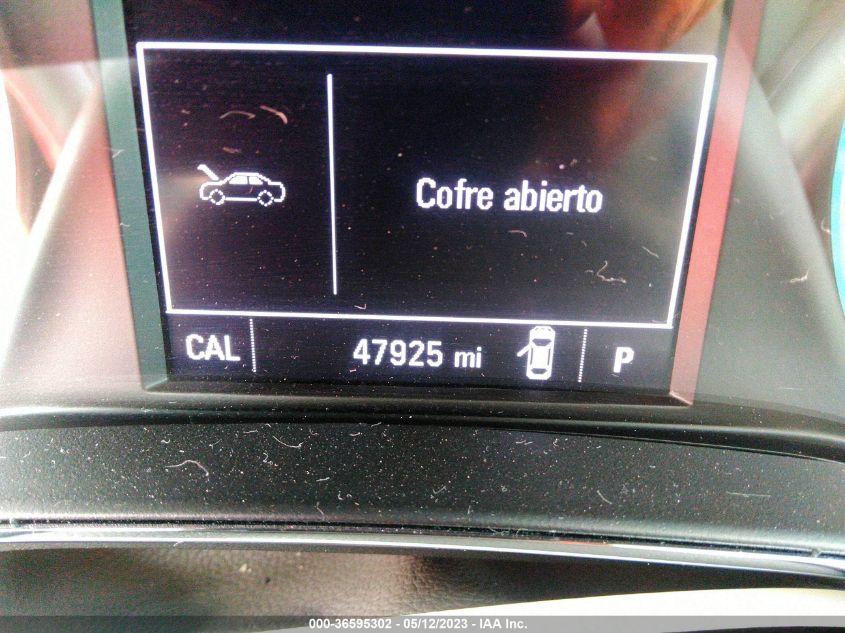 Cofre abierto
CAL 47925 mi P
000-36595302 - 05/12/2023 - IAA Inc.